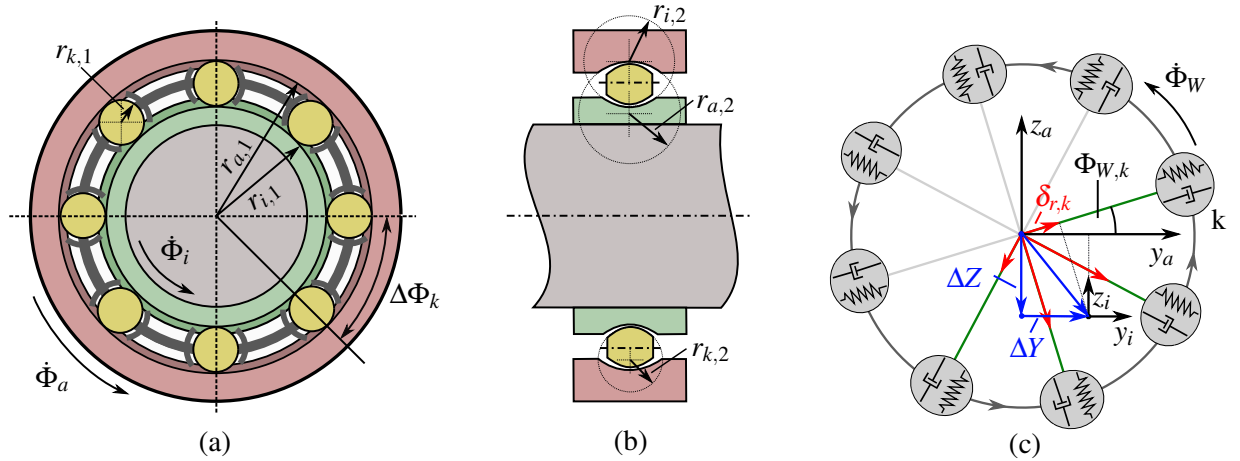 r_{k,1}
r_{a,1}
r_{i,1}
Φ̇_i
Φ̇_a
ΔΦ_k
(a)
r_{i,2}
r_{a,2}
r_{k,2}
(b)
Φ̇_W
z_a
Φ_{W,k}
δ_{r,k}
k
y_a
ΔZ
z_i
y_i
ΔY
(c)